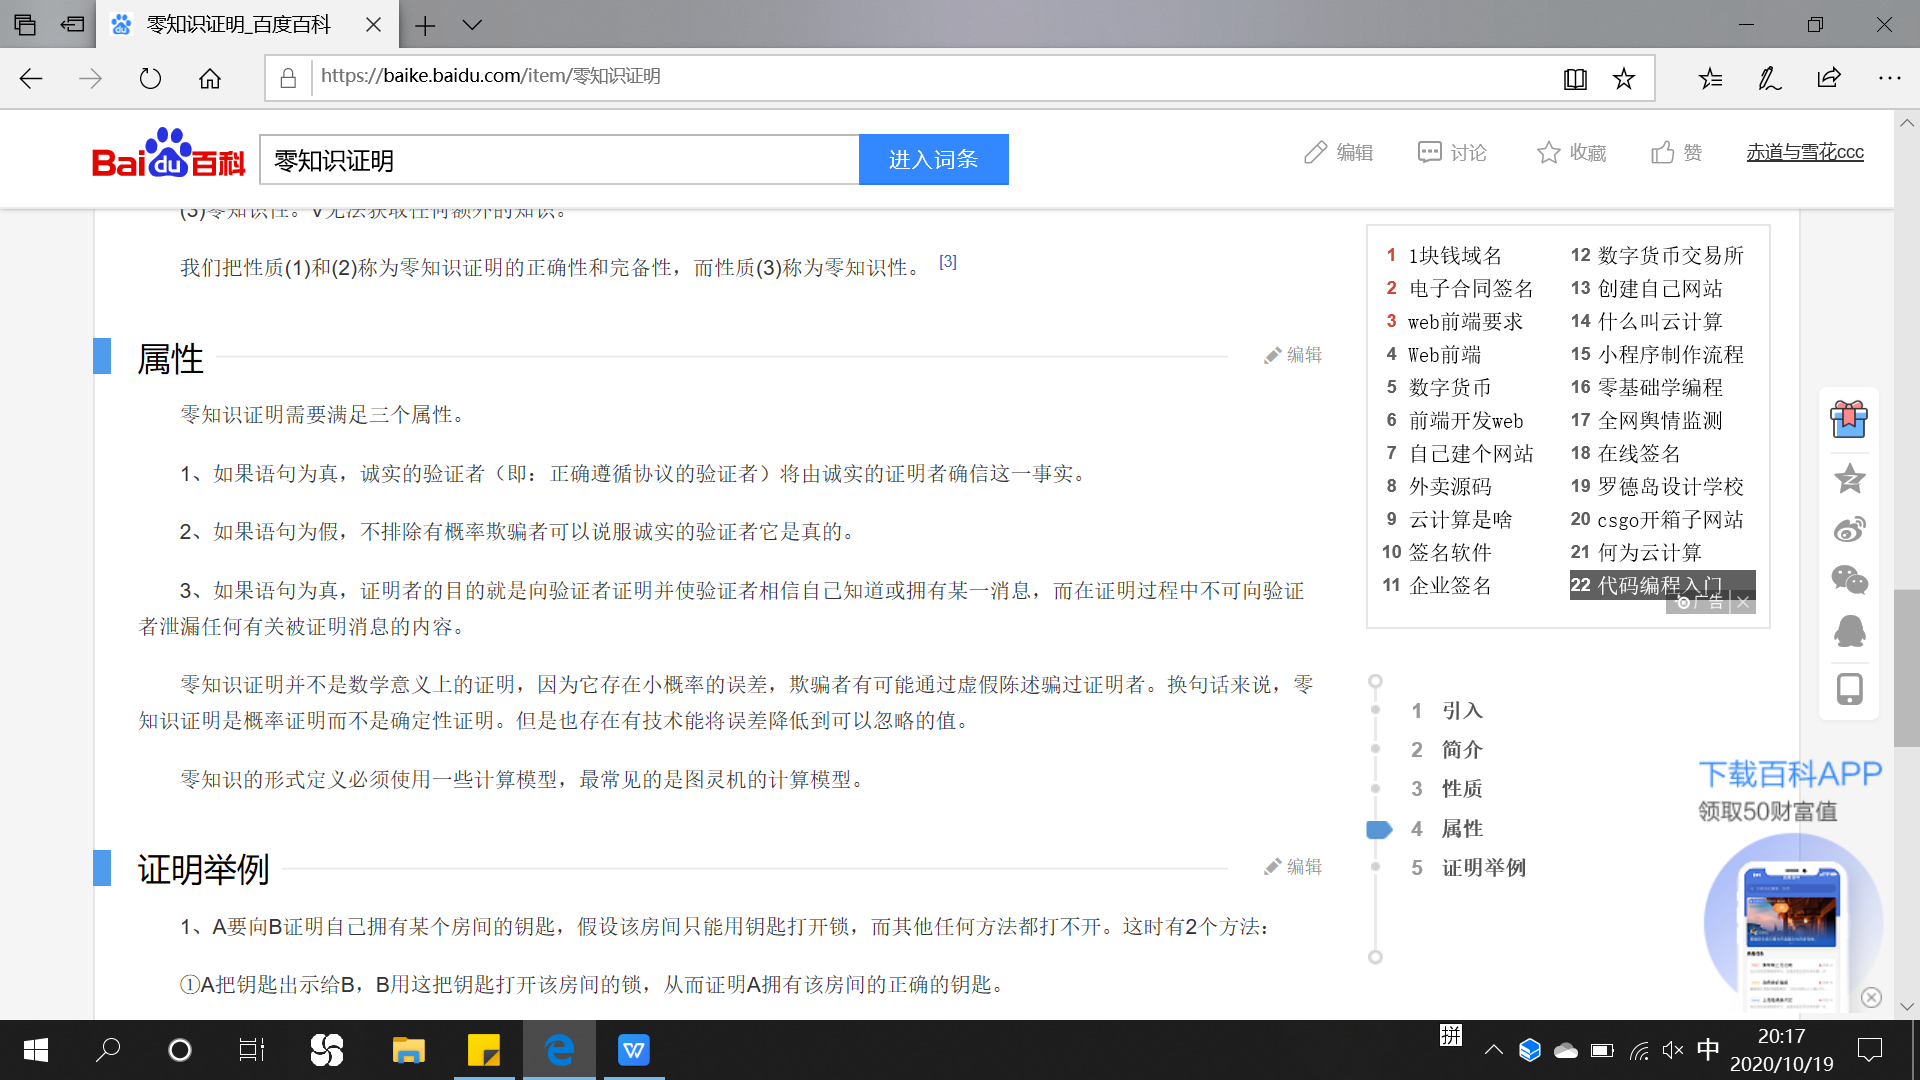 零知识证明_百度百科
https://baike.baidu.com/item/零知识证明
Bai du 百科
零知识证明
进入词条
编辑
讨论
收藏
赞
赤道与雪花ccc
(3)零知识性。V无法获取任何额外的知识。
我们把性质(1)和(2)称为零知识证明的正确性和完备性，而性质(3)称为零知识性。 [3]
属性
编辑
零知识证明需要满足三个属性。
1、如果语句为真，诚实的验证者（即：正确遵循协议的验证者）将由诚实的证明者确信这一事实。
2、如果语句为假，不排除有概率欺骗者可以说服诚实的验证者它是真的。
3、如果语句为真，证明者的目的就是向验证者证明并使验证者相信自己知道或拥有某一消息，而在证明过程中不可向验证
者泄漏任何有关被证明消息的内容。
零知识证明并不是数学意义上的证明，因为它存在小概率的误差，欺骗者有可能通过虚假陈述骗过证明者。换句话来说，零
知识证明是概率证明而不是确定性证明。但是也存在有技术能将误差降低到可以忽略的值。
零知识的形式定义必须使用一些计算模型，最常见的是图灵机的计算模型。
证明举例
编辑
1、A要向B证明自己拥有某个房间的钥匙，假设该房间只能用钥匙打开锁，而其他任何方法都打不开。这时有2个方法：
①A把钥匙出示给B，B用这把钥匙打开该房间的锁，从而证明A拥有该房间的正确的钥匙。
1 1块钱域名
2 电子合同签名
3 web前端要求
4 Web前端
5 数字货币
6 前端开发web
7 自己建个网站
8 外卖源码
9 云计算是啥
10 签名软件
11 企业签名
12 数字货币交易所
13 创建自己网站
14 什么叫云计算
15 小程序制作流程
16 零基础学编程
17 全网舆情监测
18 在线签名
19 罗德岛设计学校
20 csgo开箱子网站
21 何为云计算
22 代码编程入门
广告
1 引入
2 简介
3 性质
4 属性
5 证明举例
下载百科APP
领取50财富值
拼
中
20:17
2020/10/19